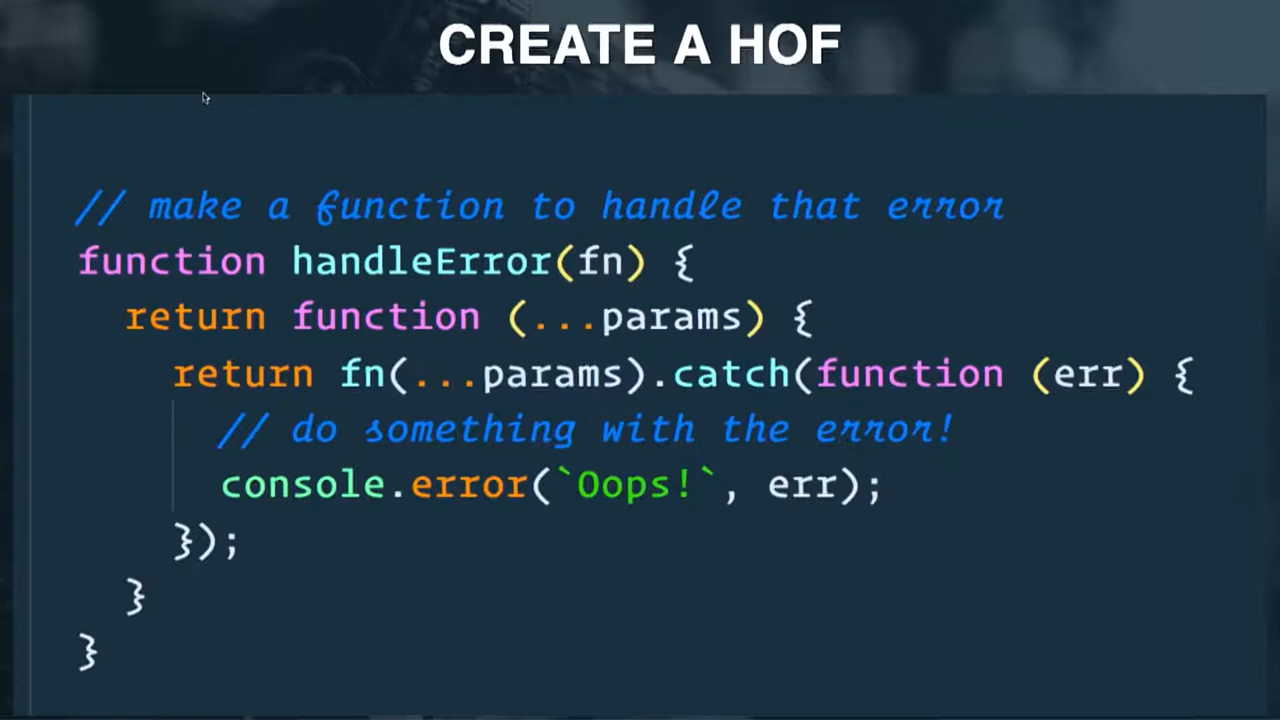 CREATE A HOF
// make a function to handle that error
function handleError(fn) {
return function (...params) {
return fn(...params).catch(function (err) {
// do something with the error!
console.error(`Oops!`, err);
});
}
}